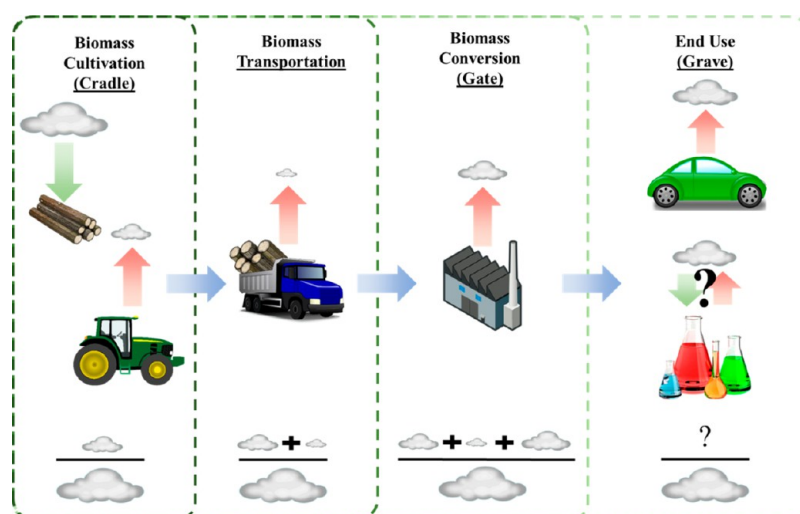 Biomass
Cultivation
(Cradle)
Biomass
Transportation
Biomass
Conversion
(Gate)
End Use
(Grave)
?
+
+ +
?